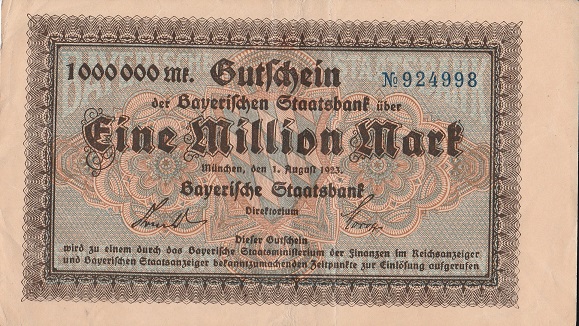 1000000 mk. Gutschein № 924998
der Bayerischen Staatsbank über
Eine Million Mark
München, den 1. August 1923.
Bayerische Staatsbank
Direktorium
Dieser Gutschein
wird zu einem durch das Bayerische Staatsministerium der Finanzen im Reichsanzeiger
und Bayerischen Staatsanzeiger bekanntzumachenden Zeitpunkte zur Einlösung aufgerufen